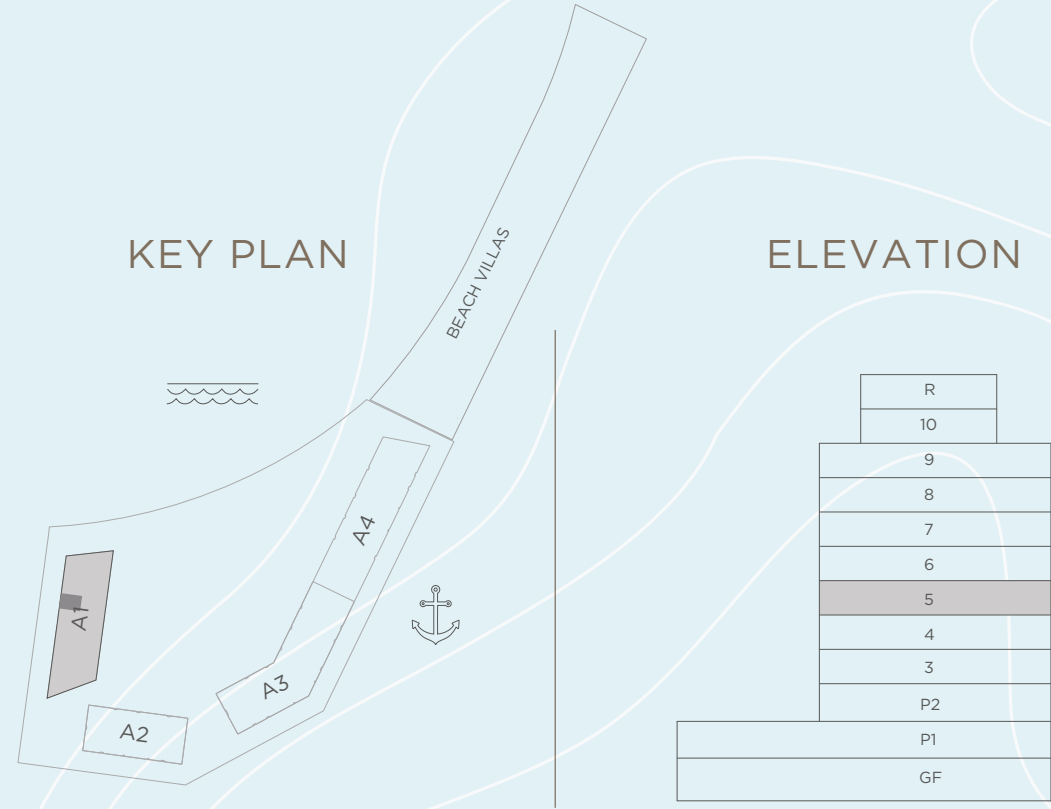 KEY PLAN
BEACH VILLAS
A4
A1
A3
A2
ELEVATION
R
10
9
8
7
6
5
4
3
P2
P1
GF